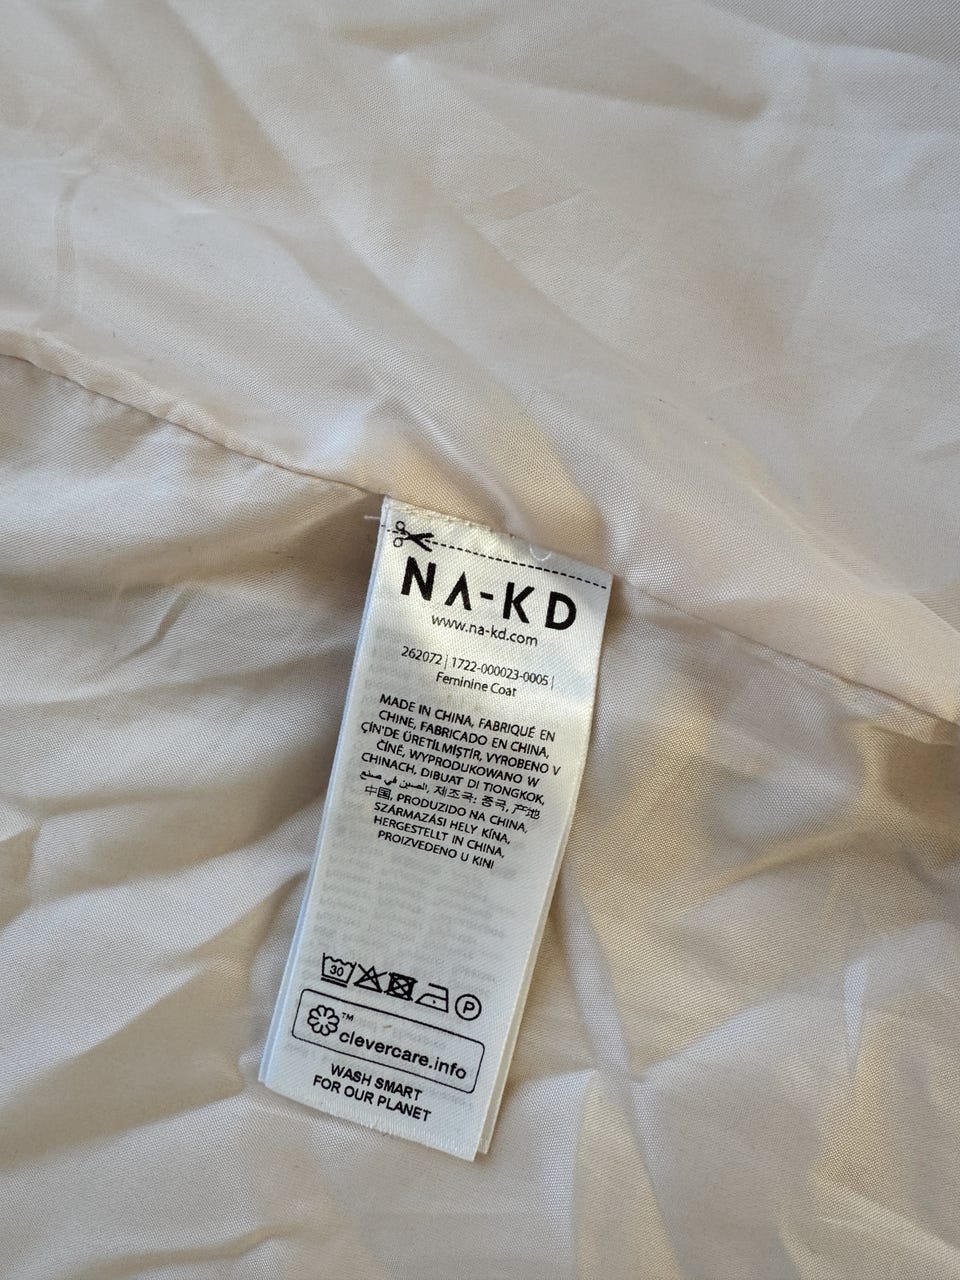 NA-KD
www.na-kd.com
262072 | 1722-000023-0005 |
Feminine Coat
MADE IN CHINA, FABRIQUÉ EN
CHINE, FABRICADO EN CHINA,
ÇİN'DE ÜRETİLMİŞTİR, VYROBENO V
ČÍNĚ, WYPRODUKOWANO W
CHINACH, DIBUAT DI TIONGKOK,
الصين في صنع, 제조국: 중국, 产地
中国, PRODUZIDO NA CHINA,
SZÁRMAZÁSI HELY KÍNA,
HERGESTELLT IN CHINA,
PROIZVEDENO U KINI
30
P
™
clevercare.info
WASH SMART
FOR OUR PLANET